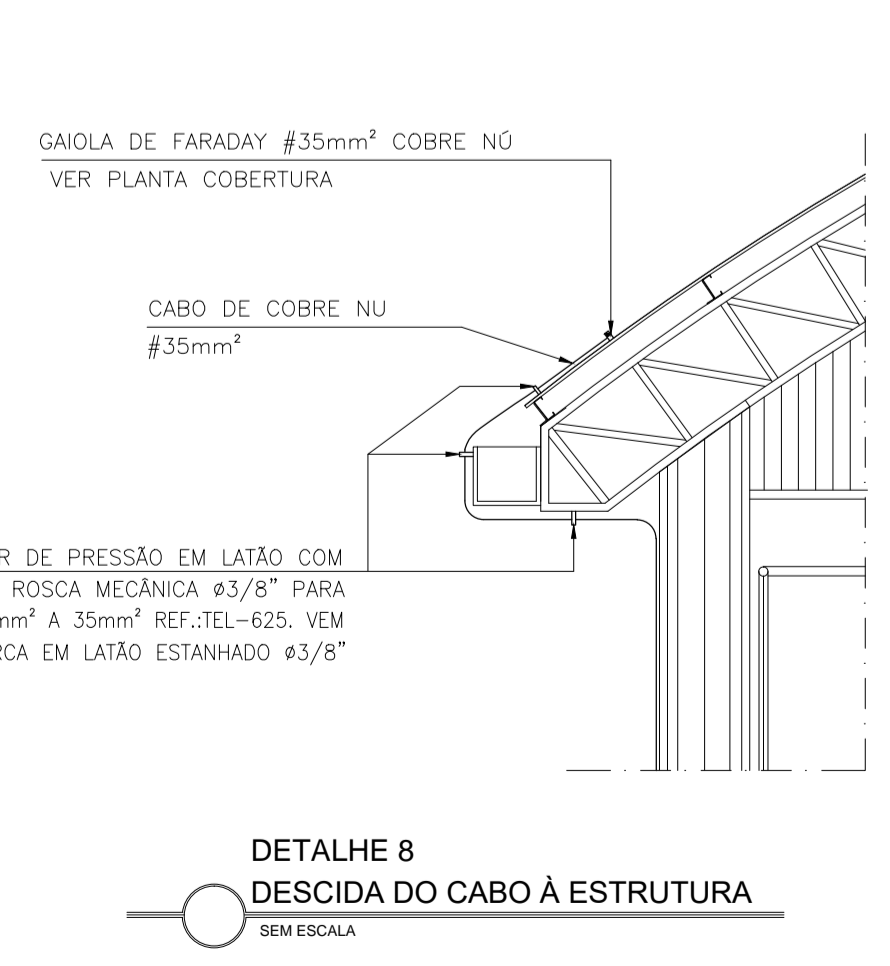 GAIOLA DE FARADAY #35mm² COBRE NÚ
VER PLANTA COBERTURA
CABO DE COBRE NU
#35mm²
DE PRESSÃO EM LATÃO COM
ROSCA MECÂNICA ø3/8” PARA
A 35mm² REF.:TEL-625. VEM
EM LATÃO ESTANHADO ø3/8”
DETALHE 8
DESCIDA DO CABO À ESTRUTURA
SEM ESCALA